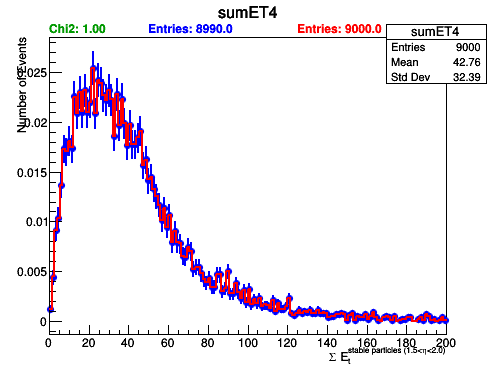 sumET4
Chi2: 1.00 Entries: 8990.0 Entries: 9000.0
sumET4
Entries 9000
Mean 42.76
Std Dev 32.39
Number of Events
0.025
0.02
0.015
0.01
0.005
0
0 20 40 60 80 100 120 140 160 180 200
Σ E_t^stable particles (1.5<η<2.0)